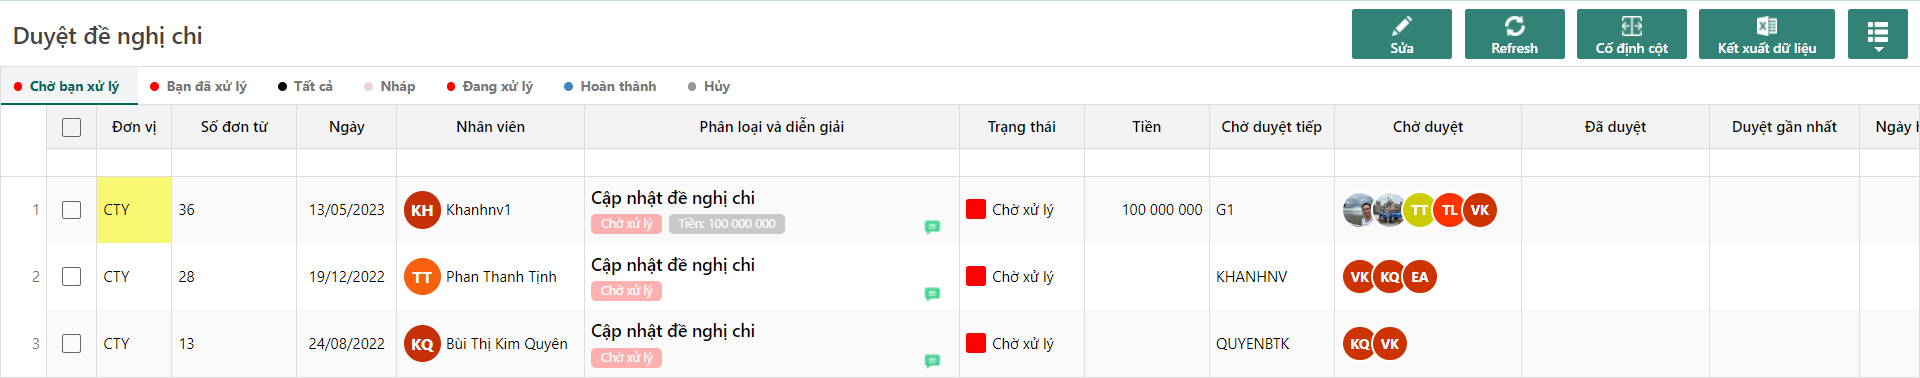 Duyệt đề nghị chi
Sửa
Refresh
Cố định cột
Kết xuất dữ liệu
Chờ bạn xử lý
Bạn đã xử lý
Tất cả
Nháp
Đang xử lý
Hoàn thành
Hủy
Đơn vị
Số đơn từ
Ngày
Nhân viên
Phân loại và diễn giải
Trạng thái
Tiền
Chờ duyệt tiếp
Chờ duyệt
Đã duyệt
Duyệt gần nhất
Ngày
1
CTY
36
13/05/2023
KH
Khanhnv1
Cập nhật đề nghị chi
Chờ xử lý
Tiền: 100 000 000
Chờ xử lý
100 000 000
G1
TT
TL
VK
2
CTY
28
19/12/2022
TT
Phan Thanh Tịnh
Cập nhật đề nghị chi
Chờ xử lý
Chờ xử lý
KHANHNV
VK
KQ
EA
3
CTY
13
24/08/2022
KQ
Bùi Thị Kim Quyên
Cập nhật đề nghị chi
Chờ xử lý
Chờ xử lý
QUYENBTK
KQ
VK